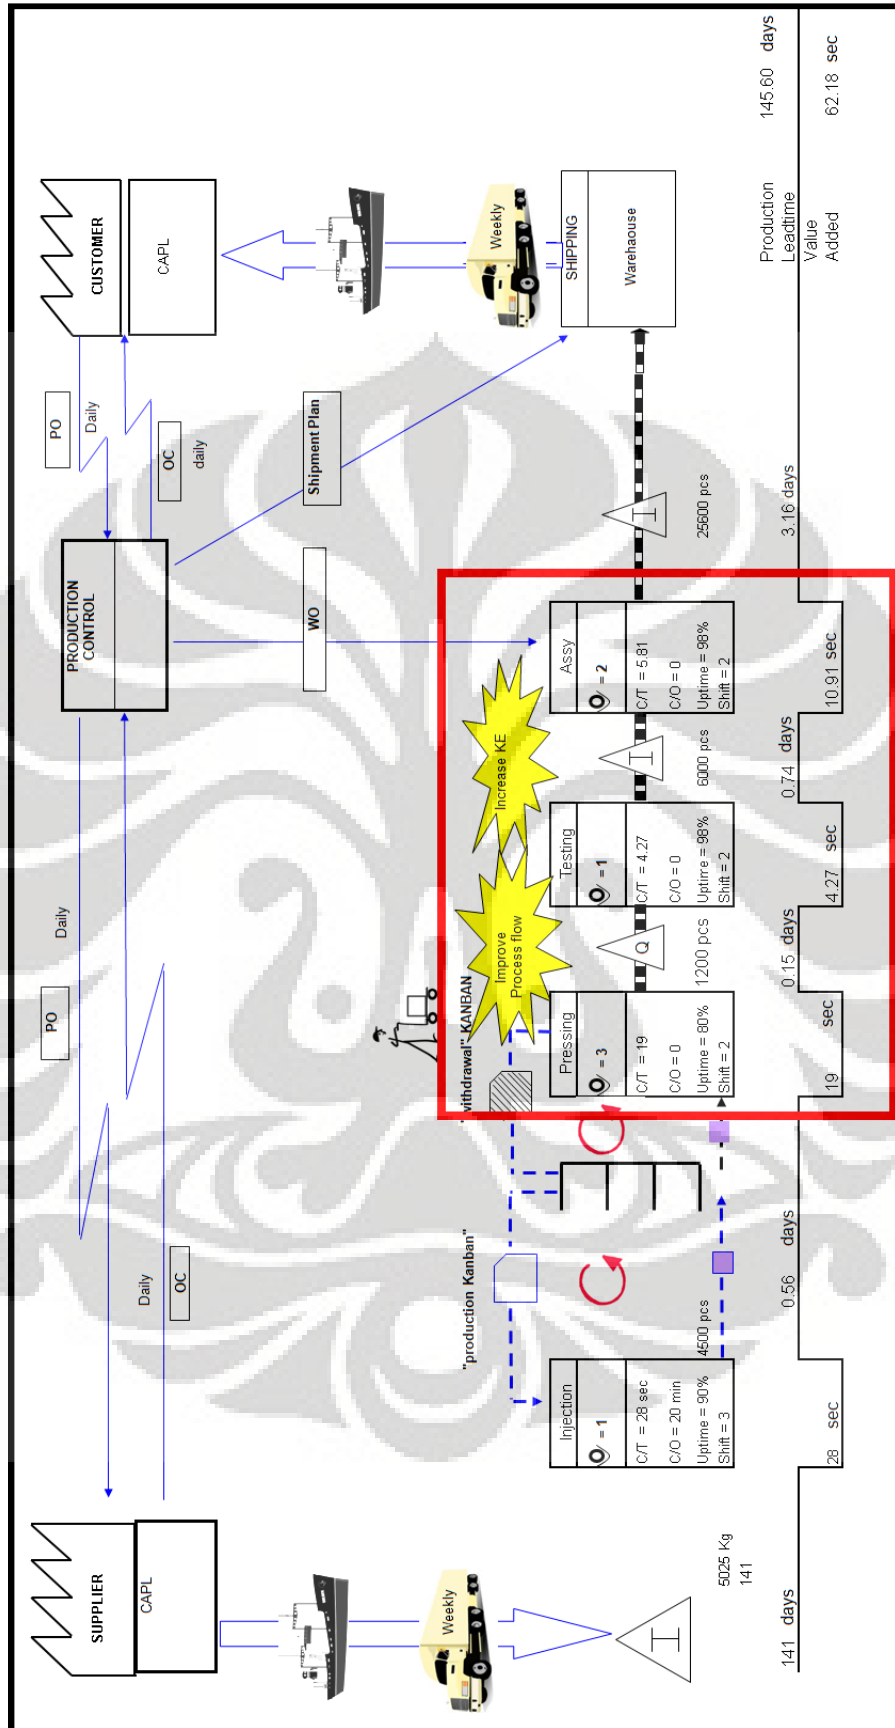 SUPPLIER
CAPL
Weekly
5025 Kg
141
PO
Daily
Daily
OC
PRODUCTION
CONTROL
PO
Daily
OC
daily
CUSTOMER
CAPL
Shipment Plan
WO
Weekly
SHIPPING
Warehaouse
"production Kanban"
"withdrawal" KANBAN
Improve
Process flow
Increase KE
Injection
= 1
C/T = 28 sec
C/O = 20 min
Uptime = 90%
Shift = 3
4500 pcs
Pressing
= 3
C/T = 19
C/O = 0
Uptime = 80%
Shift = 2
Q
1200 pcs
Testing
= 1
C/T = 4.27
C/O = 0
Uptime = 98%
Shift = 2
I
6000 pcs
Assy
= 2
C/T = 5.81
C/O = 0
Uptime = 98%
Shift = 2
I
25600 pcs
I
141 days
28 sec
0.56 days
19 sec
0.15 days
4.27 sec
0.74 days
10.91 sec
3.16 days
Production
Leadtime
145.60 days
Value
Added
62.18 sec